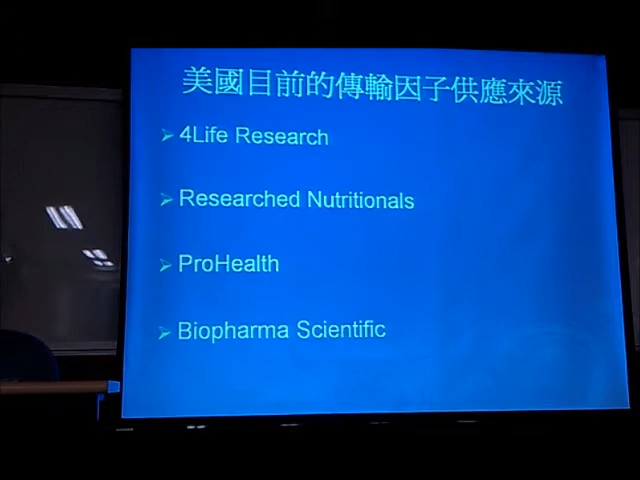 美國目前的傳輸因子供應來源
➢ 4Life Research
➢ Researched Nutritionals
➢ ProHealth
➢ Biopharma Scientific